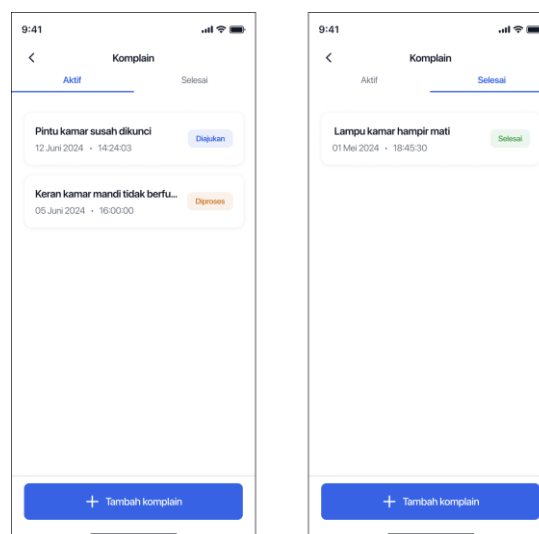 9:41
Komplain
Aktif Selesai
Pintu kamar susah dikunci
Diajukan
12 Juni 2024 • 14:24:03
Keran kamar mandi tidak berfu...
Diproses
05 Juni 2024 • 16:00:00
+ Tambah komplain
9:41
Komplain
Aktif Selesai
Lampu kamar hampir mati
Selesai
01 Mei 2024 • 18:45:30
+ Tambah komplain